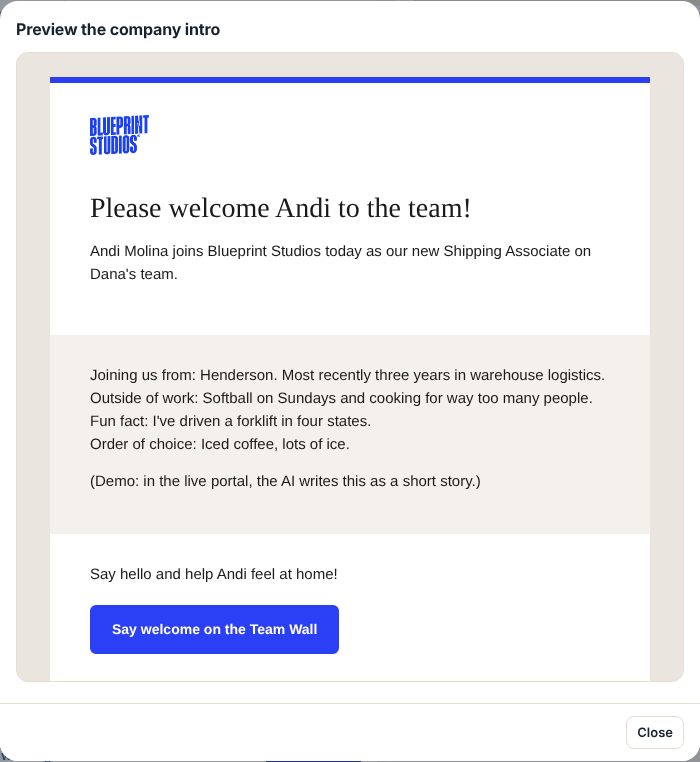 Preview the company intro
BLUEPRINT
STUDIOS
Please welcome Andi to the team!
Andi Molina joins Blueprint Studios today as our new Shipping Associate on
Dana's team.
Joining us from: Henderson. Most recently three years in warehouse logistics.
Outside of work: Softball on Sundays and cooking for way too many people.
Fun fact: I've driven a forklift in four states.
Order of choice: Iced coffee, lots of ice.
(Demo: in the live portal, the AI writes this as a short story.)
Say hello and help Andi feel at home!
Say welcome on the Team Wall
Close